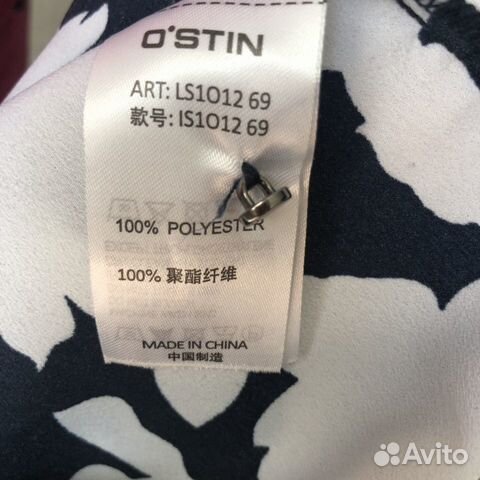 O'STIN
ART: LS1O12 69
款号: IS1O12 69
100% POLYESTER
100% 聚酯纤维
MADE IN CHINA
中国制造
Avito